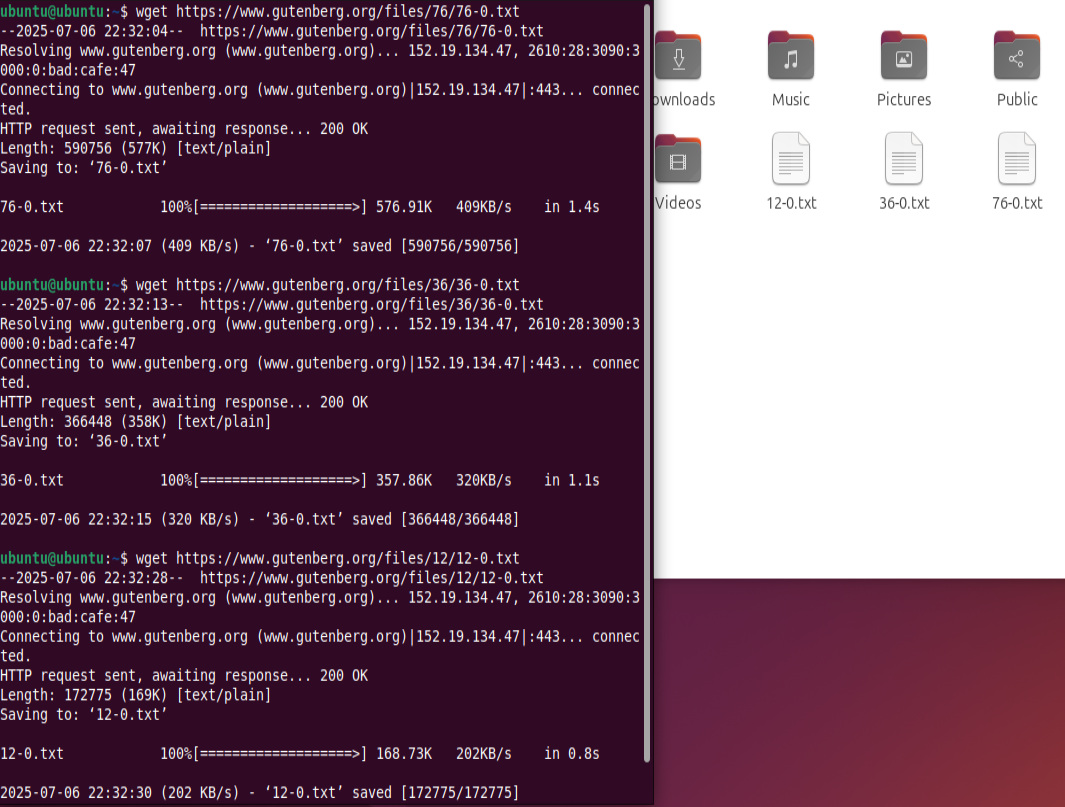 ubuntu@ubuntu:~$ wget https://www.gutenberg.org/files/76/76-0.txt
--2025-07-06 22:32:04--  https://www.gutenberg.org/files/76/76-0.txt
Resolving www.gutenberg.org (www.gutenberg.org)... 152.19.134.47, 2610:28:3090:3
000:0:bad:cafe:47
Connecting to www.gutenberg.org (www.gutenberg.org)|152.19.134.47|:443... connec
ted.
HTTP request sent, awaiting response... 200 OK
Length: 590756 (577K) [text/plain]
Saving to: ‘76-0.txt’
76-0.txt            100%[===================>] 576.91K   409KB/s    in 1.4s
2025-07-06 22:32:07 (409 KB/s) - ‘76-0.txt’ saved [590756/590756]
ubuntu@ubuntu:~$ wget https://www.gutenberg.org/files/36/36-0.txt
--2025-07-06 22:32:13--  https://www.gutenberg.org/files/36/36-0.txt
Resolving www.gutenberg.org (www.gutenberg.org)... 152.19.134.47, 2610:28:3090:3
000:0:bad:cafe:47
Connecting to www.gutenberg.org (www.gutenberg.org)|152.19.134.47|:443... connec
ted.
HTTP request sent, awaiting response... 200 OK
Length: 366448 (358K) [text/plain]
Saving to: ‘36-0.txt’
36-0.txt            100%[===================>] 357.86K   320KB/s    in 1.1s
2025-07-06 22:32:15 (320 KB/s) - ‘36-0.txt’ saved [366448/366448]
ubuntu@ubuntu:~$ wget https://www.gutenberg.org/files/12/12-0.txt
--2025-07-06 22:32:28--  https://www.gutenberg.org/files/12/12-0.txt
Resolving www.gutenberg.org (www.gutenberg.org)... 152.19.134.47, 2610:28:3090:3
000:0:bad:cafe:47
Connecting to www.gutenberg.org (www.gutenberg.org)|152.19.134.47|:443... connec
ted.
HTTP request sent, awaiting response... 200 OK
Length: 172775 (169K) [text/plain]
Saving to: ‘12-0.txt’
12-0.txt            100%[===================>] 168.73K   202KB/s    in 0.8s
2025-07-06 22:32:30 (202 KB/s) - ‘12-0.txt’ saved [172775/172775]
ownloads Music Pictures Public
Videos 12-0.txt 36-0.txt 76-0.txt